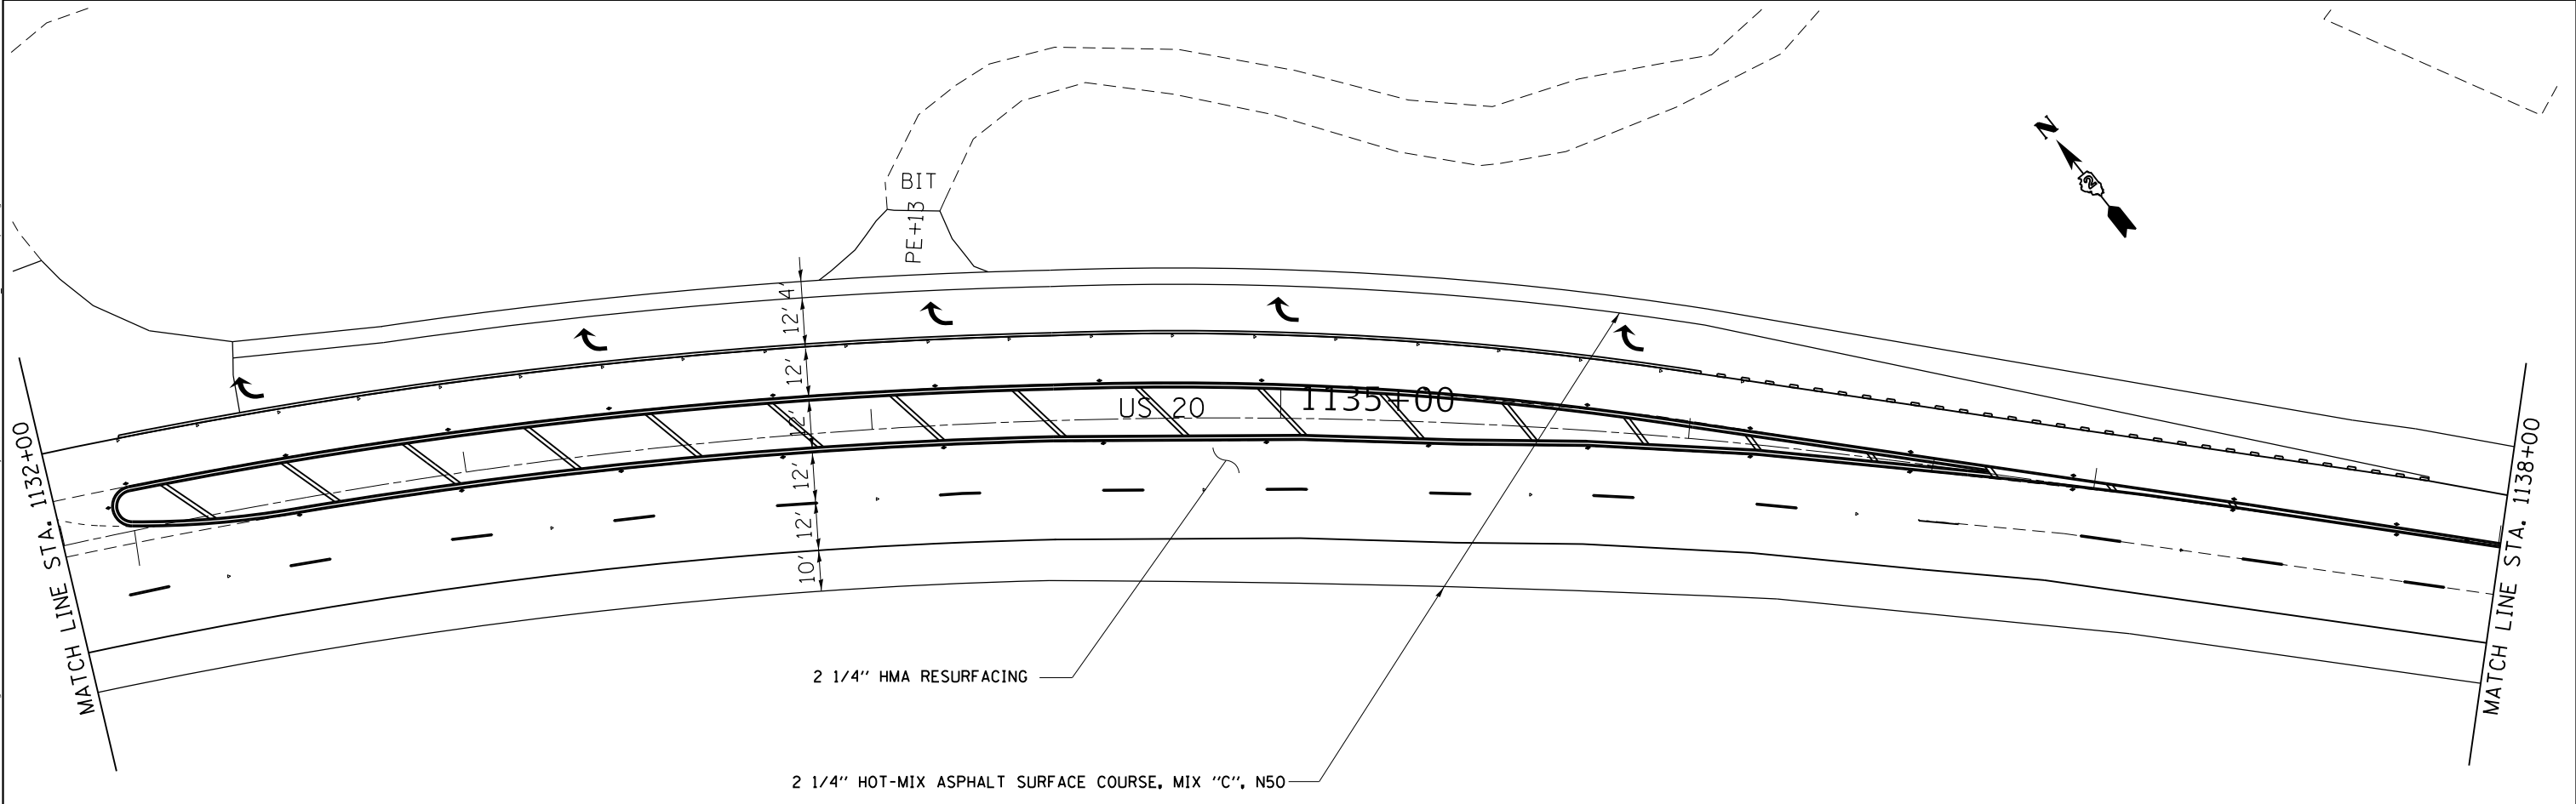 N
2
BIT
PE+13
4'
12'
12'
12'
12'
12'
10'
US 20
1135+00
MATCH LINE STA. 1132+00
MATCH LINE STA. 1138+00
2 1/4" HMA RESURFACING
2 1/4" HOT-MIX ASPHALT SURFACE COURSE, MIX "C", N50